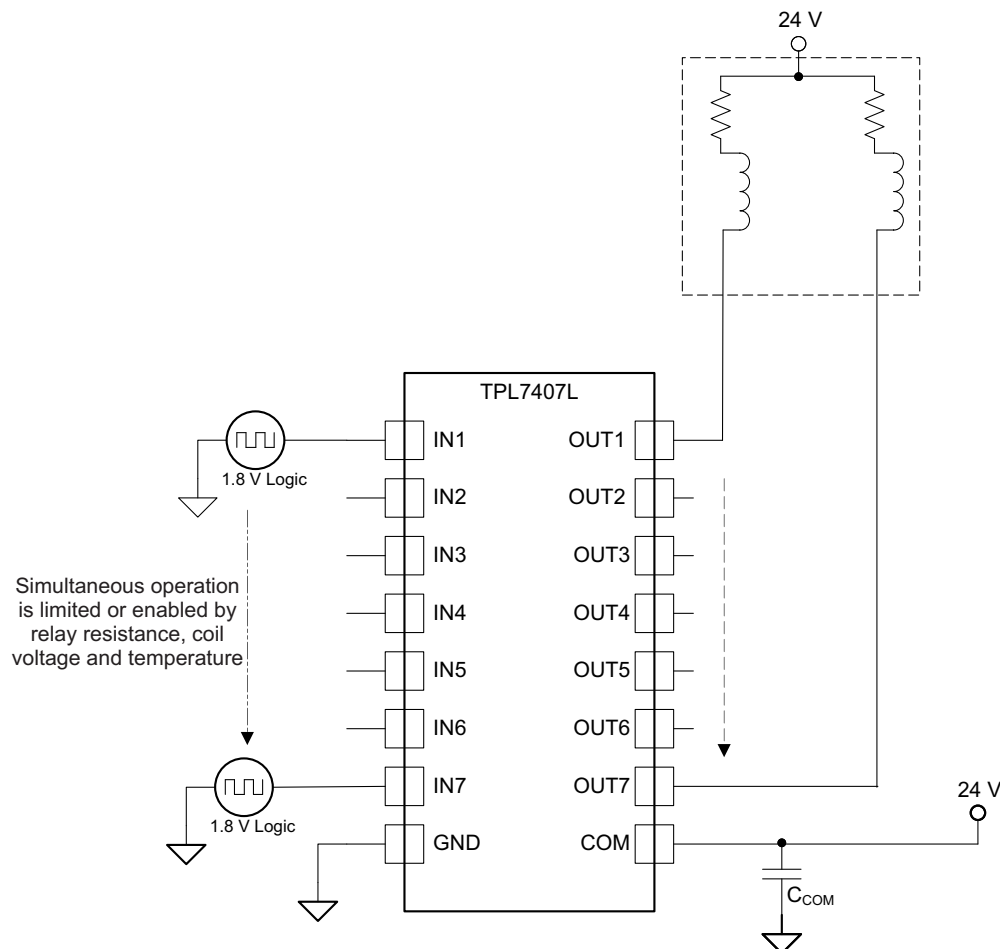 24 V
TPL7407L
IN1
OUT1
1.8 V Logic
IN2
OUT2
IN3
OUT3
Simultaneous operation
is limited or enabled by
relay resistance, coil
voltage and temperature
IN4
OUT4
IN5
OUT5
IN6
OUT6
IN7
OUT7
24 V
1.8 V Logic
GND
COM
CCOM